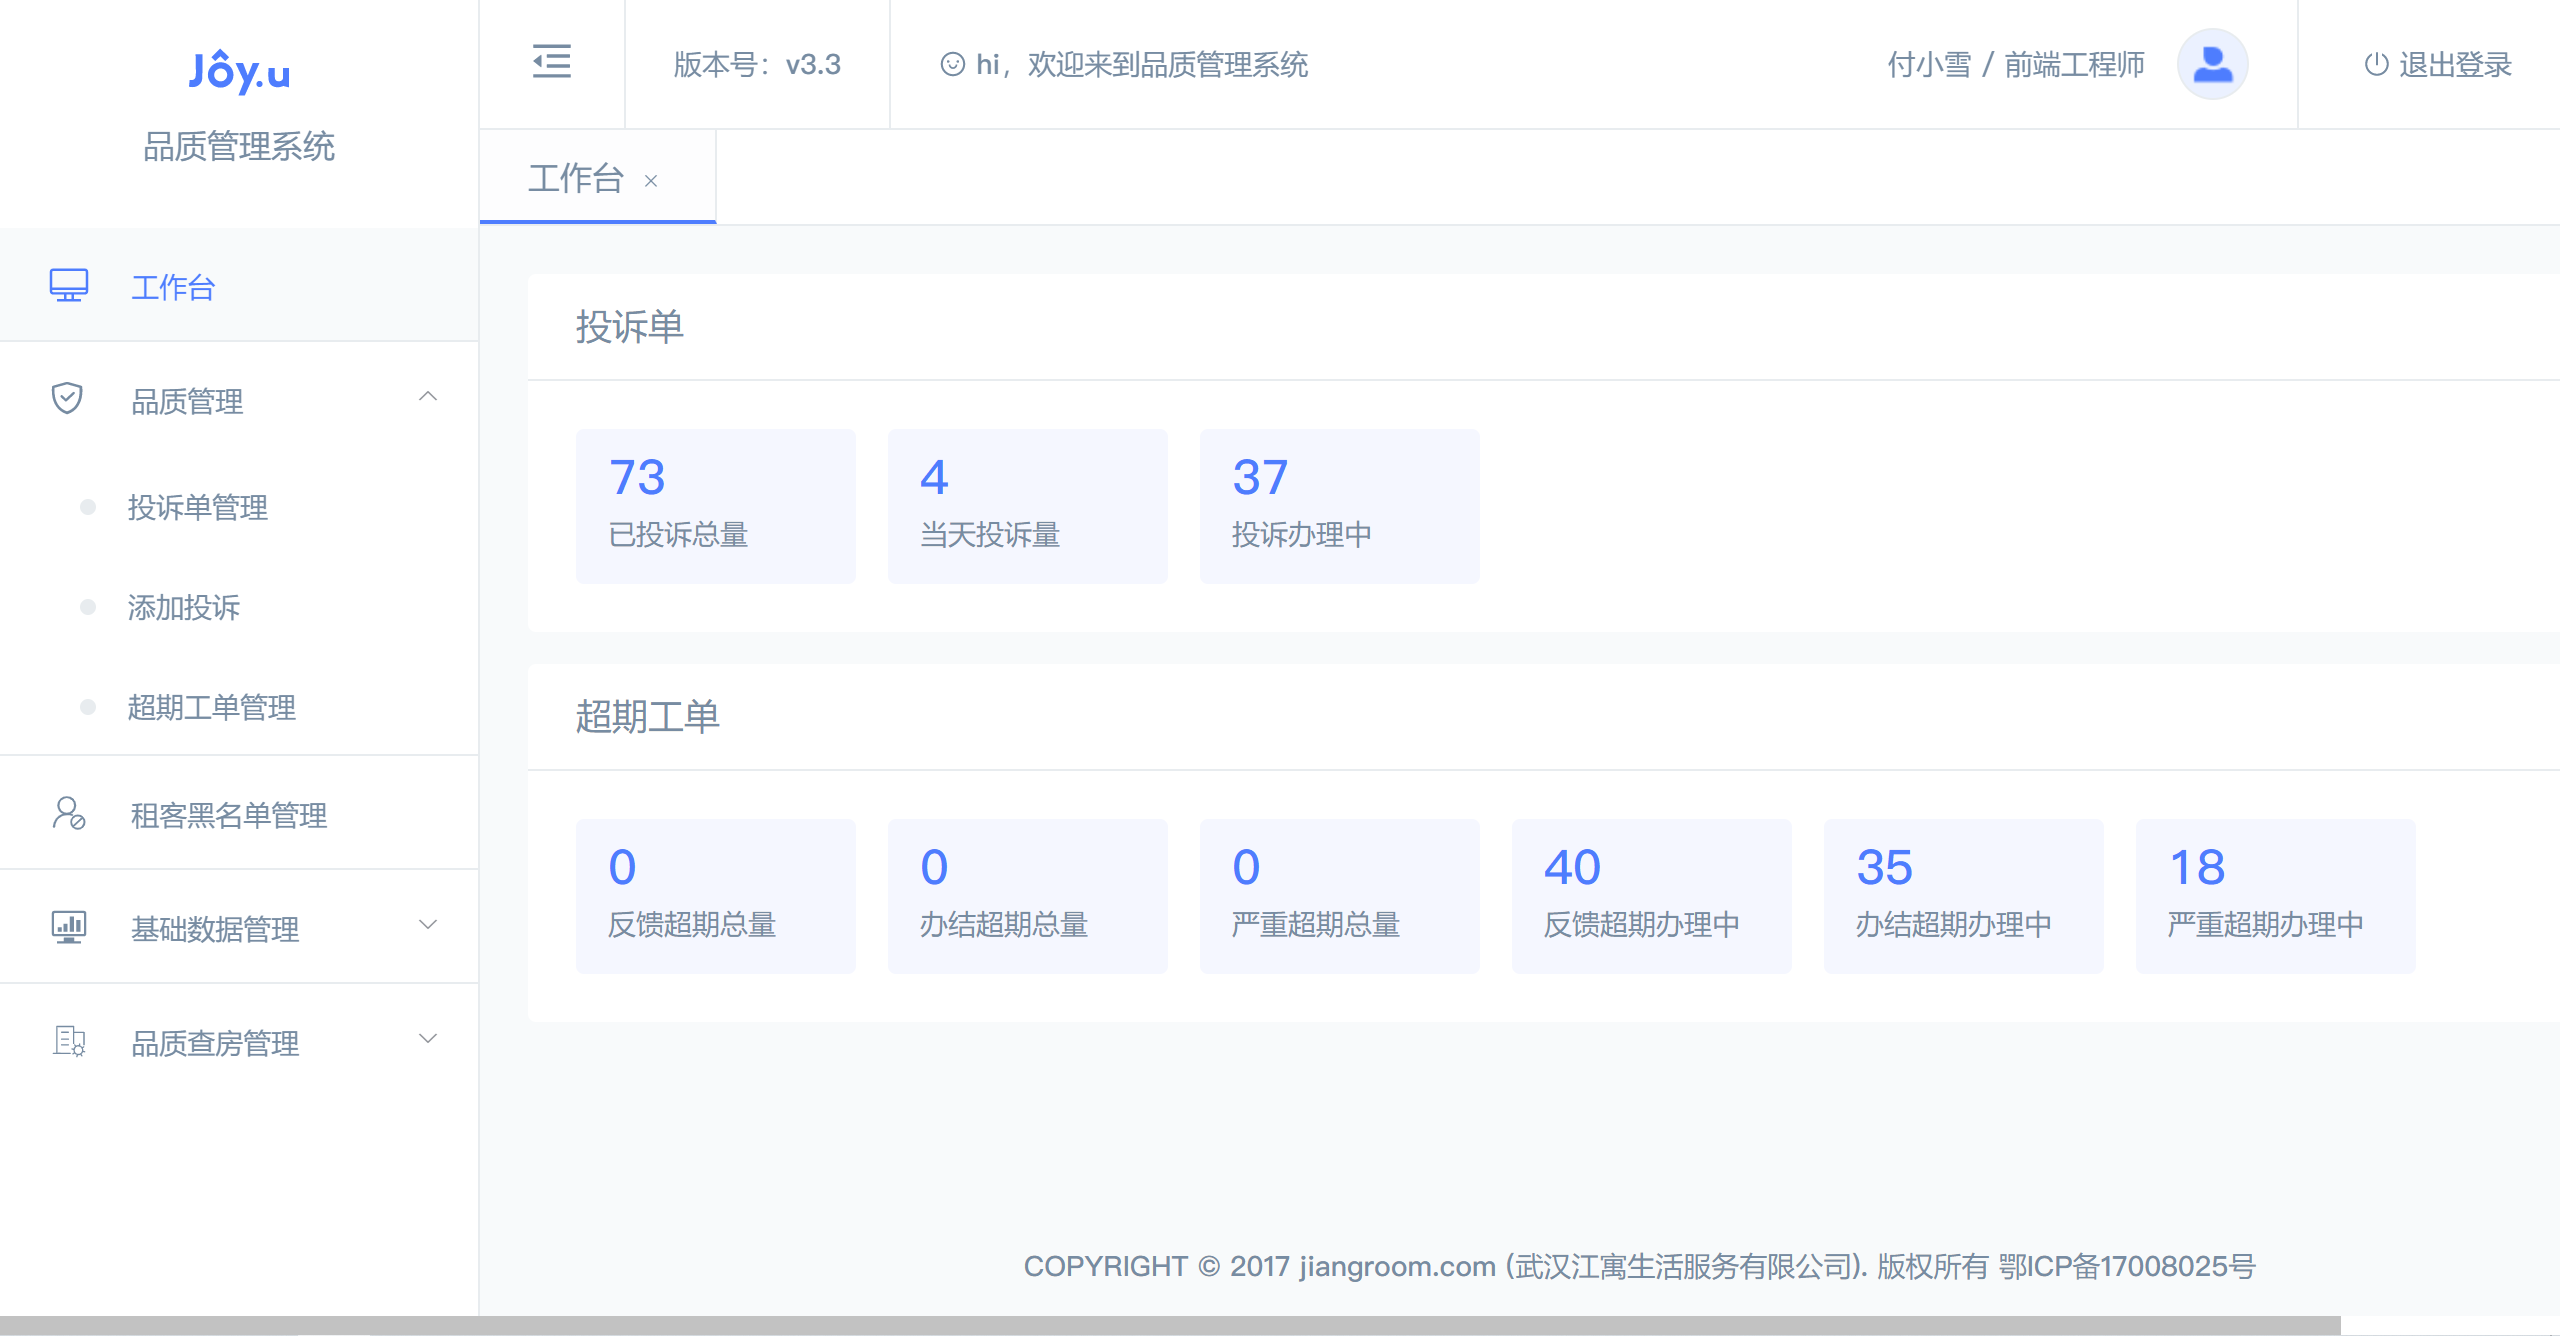 Jôy.u
品质管理系统
版本号：v3.3
hi，欢迎来到品质管理系统
付小雪 / 前端工程师
退出登录
工作台 ×
工作台
品质管理
投诉单管理
添加投诉
超期工单管理
租客黑名单管理
基础数据管理
品质查房管理
投诉单
73
已投诉总量
4
当天投诉量
37
投诉办理中
超期工单
0
反馈超期总量
0
办结超期总量
0
严重超期总量
40
反馈超期办理中
35
办结超期办理中
18
严重超期办理中
COPYRIGHT © 2017 jiangroom.com (武汉江寓生活服务有限公司). 版权所有 鄂ICP备17008025号